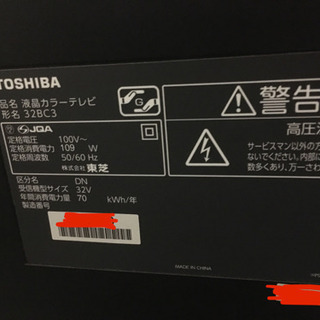 TOSHIBA
品名 液晶カラーテレビ
形名 32BC3
JQA
定格電圧： 100V～
定格消費電力： 109 W
定格周波数： 50/60 Hz
株式会社 東芝
区分名 DN
受信機型サイズ 32V
年間消費電力量 70 kWh/年
製造番号
MADE IN CHINA
G
警告
高圧注
サービスマン以外の方は
ないでください。内部に
数多くあり、万一さわ